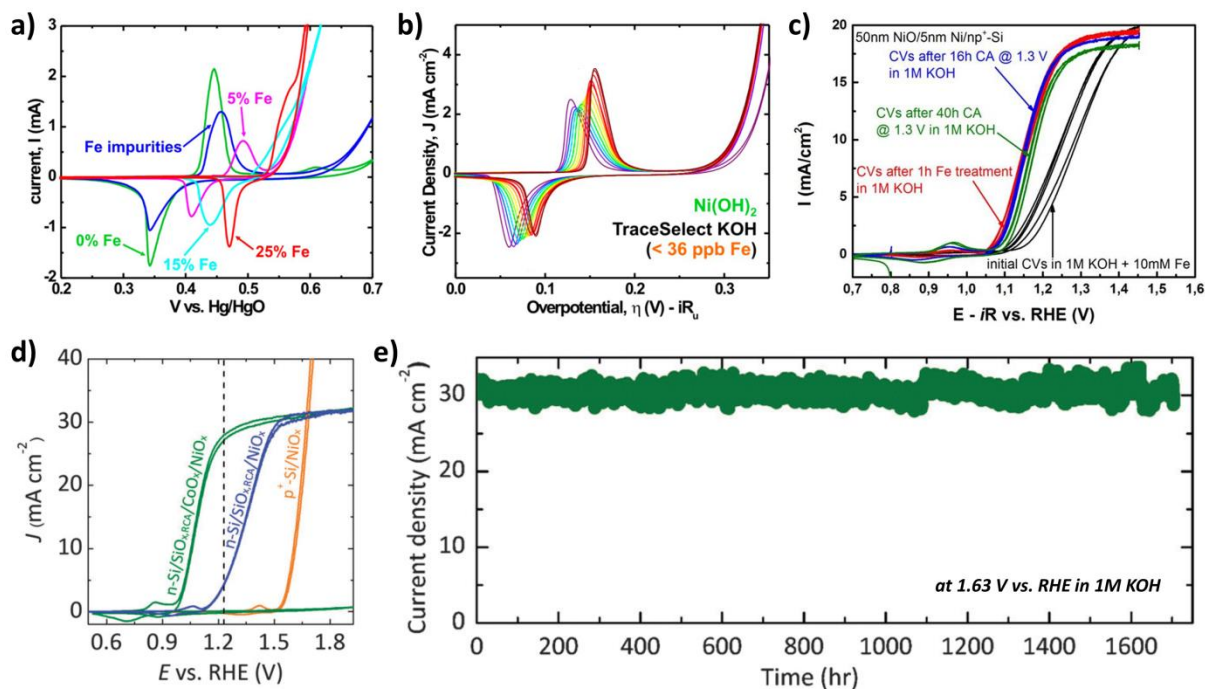 a)
current, I (mA)
3
2
1
0
-1
-2
0.2
0.3
0.4
0.5
0.6
0.7
V vs. Hg/HgO
5% Fe
Fe impurities
0% Fe
15% Fe
25% Fe
b)
Current Density, J (mA cm⁻²)
4
2
0
-2
-4
0.0
0.1
0.2
0.3
Overpotential, η (V) - iRᵤ
Ni(OH)₂
TraceSelect KOH
(< 36 ppb Fe)
c)
I (mA/cm²)
20
15
10
5
0
0,7
0,8
0,9
1,0
1,1
1,2
1,3
1,4
1,5
1,6
E - iR vs. RHE (V)
50nm NiO/5nm Ni/np⁺-Si
CVs after 16h CA @ 1.3 V
in 1M KOH
CVs after 40h CA
@ 1.3 V in 1M KOH
CVs after 1h Fe treatment
in 1M KOH
initial CVs in 1M KOH + 10mM Fe
d)
J (mA cm⁻²)
40
30
20
10
0
0.6
0.9
1.2
1.5
1.8
E vs. RHE (V)
n-Si/SiOₓ,RCA/CoOₓ/NiOₓ
n-Si/SiOₓ,RCA/NiOₓ
p⁺-Si/NiOₓ
e)
Current density (mA cm⁻²)
30
20
10
0
0
200
400
600
800
1000
1200
1400
1600
Time (hr)
at 1.63 V vs. RHE in 1M KOH